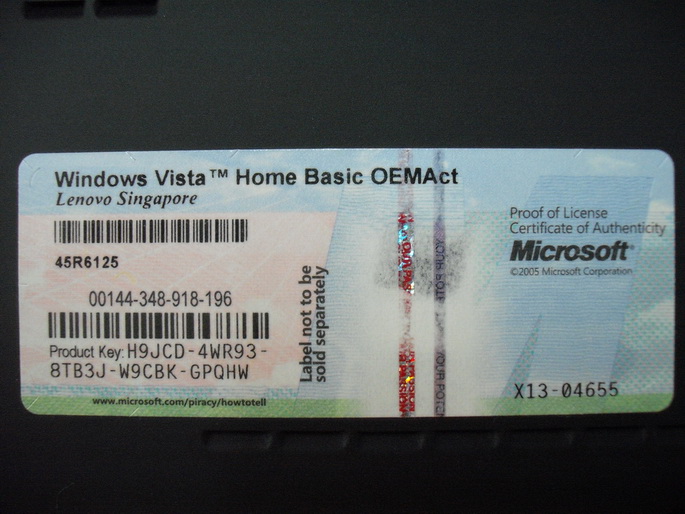 Windows Vista™ Home Basic OEMAct
Lenovo Singapore
45R6125
00144-348-918-196
Product Key: H9JCD-4WR93-
8TB3J-W9CBK-GPQHW
www.microsoft.com/piracy/howtotell
Label not to be
sold separately
Proof of License
Certificate of Authenticity
Microsoft®
©2005 Microsoft Corporation
X13-04655